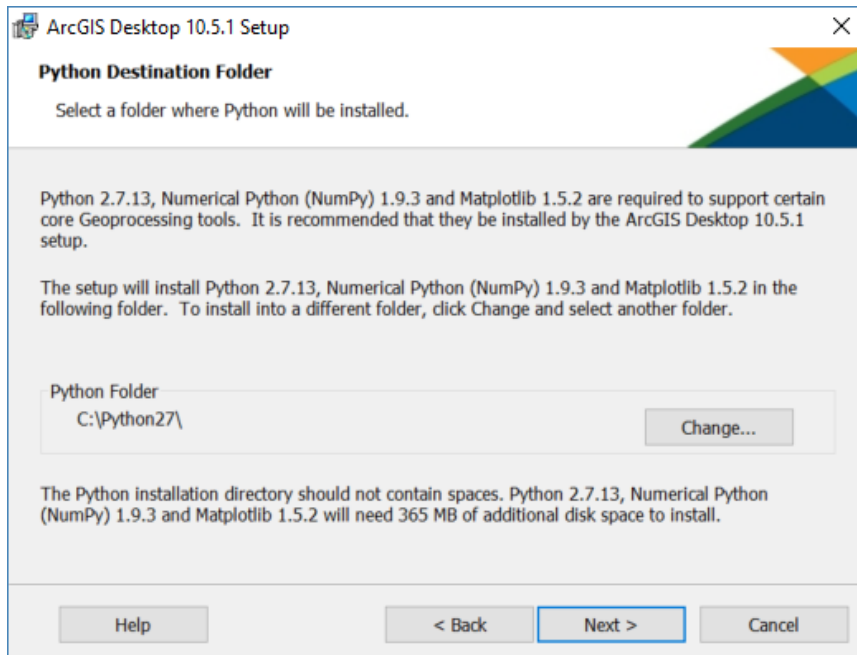 ArcGIS Desktop 10.5.1 Setup
Python Destination Folder
Select a folder where Python will be installed.
Python 2.7.13, Numerical Python (NumPy) 1.9.3 and Matplotlib 1.5.2 are required to support certain
core Geoprocessing tools.  It is recommended that they be installed by the ArcGIS Desktop 10.5.1
setup.
The setup will install Python 2.7.13, Numerical Python (NumPy) 1.9.3 and Matplotlib 1.5.2 in the
following folder.  To install into a different folder, click Change and select another folder.
Python Folder
C:\Python27\
Change...
The Python installation directory should not contain spaces. Python 2.7.13, Numerical Python
(NumPy) 1.9.3 and Matplotlib 1.5.2 will need 365 MB of additional disk space to install.
Help
< Back
Next >
Cancel